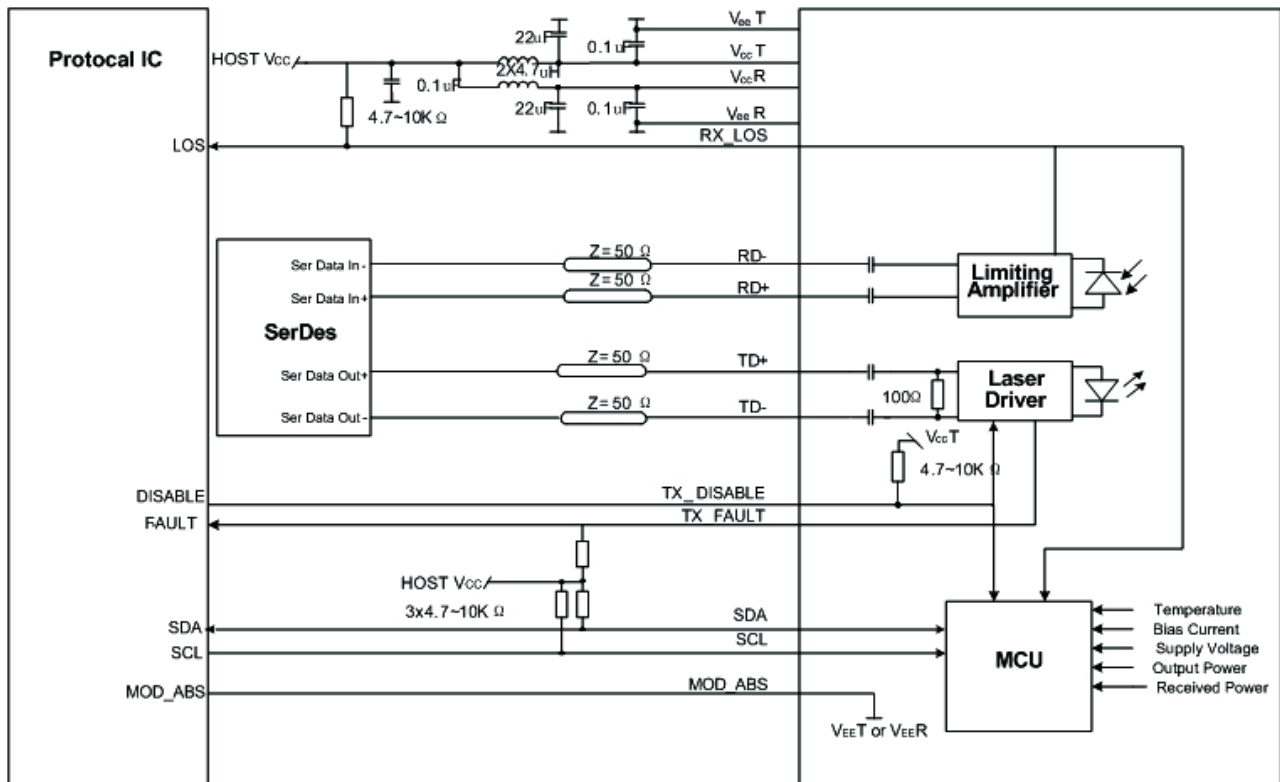 Protocal IC
HOST Vcc
0.1uF
4.7~10K Ω
22uF
2X4.7uH
22uF
0.1uF
0.1uF
VeeT
VccT
VccR
VeeR
LOS
RX_LOS
Ser Data In-
Ser Data In+
SerDes
Ser Data Out+
Ser Data Out-
Z= 50 Ω
Z= 50 Ω
Z= 50 Ω
Z= 50 Ω
RD-
RD+
TD+
TD-
Limiting
Amplifier
100Ω
Laser
Driver
VccT
4.7~10K Ω
DISABLE
TX_DISABLE
FAULT
TX FAULT
HOST Vcc
3x4.7~10K Ω
SDA
SDA
SCL
SCL
MOD_ABS
MOD_ABS
VEET or VEER
MCU
Temperature
Bias Current
Supply Voltage
Output Power
Received Power